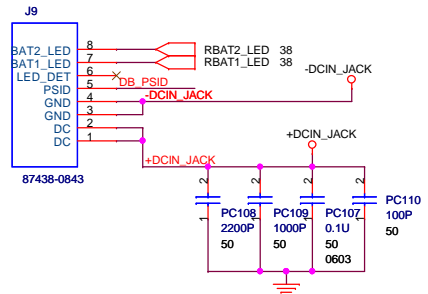 J9
BAT2_LED 8 RBAT2_LED 38
BAT1_LED 7 RBAT1_LED 38
LED_DET 6
PSID 5 DB_PSID
GND 4 -DCIN_JACK
GND 3
DC 2
DC 1
+DCIN_JACK
87438-0843
-DCIN_JACK
+DCIN_JACK
2 2 2 2
1 1 1 1
PC108
2200P
50
PC109
1000P
50
PC107
0.1U
50
0603
PC110
100P
50